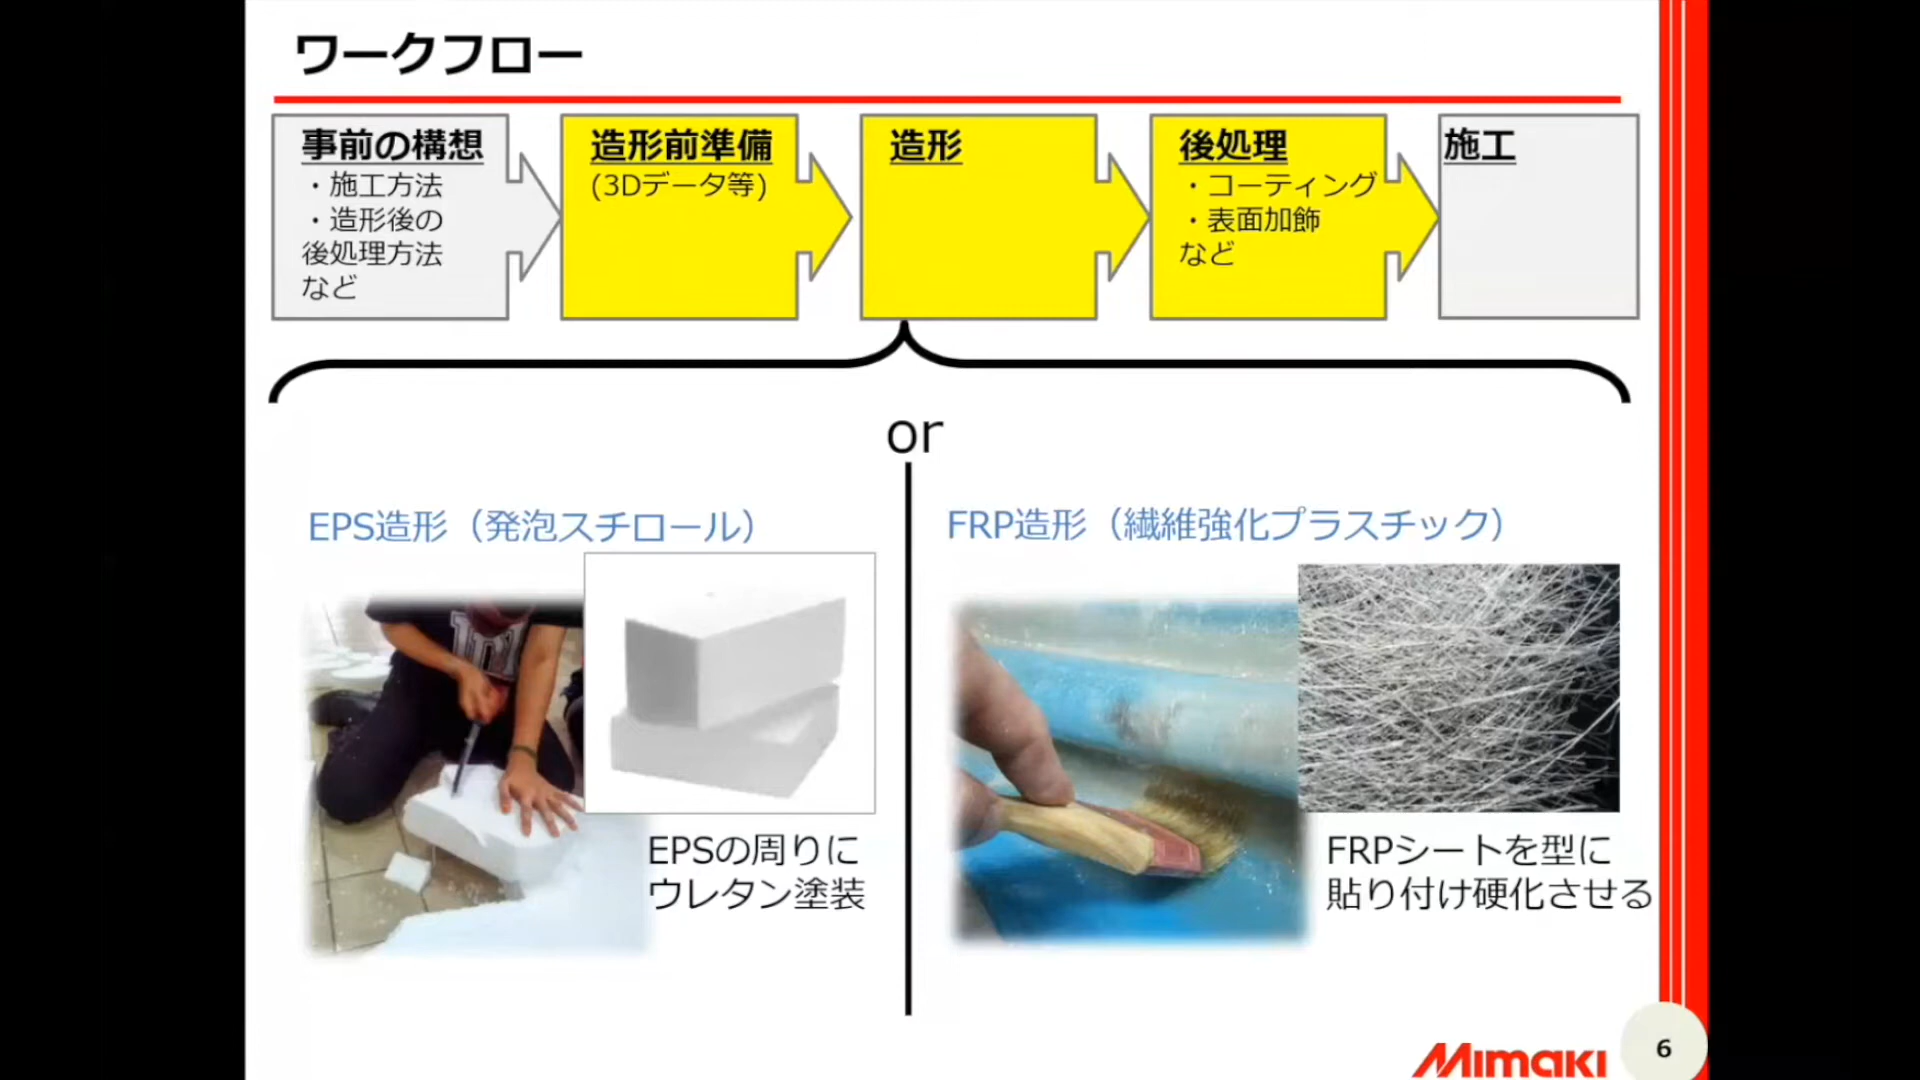 ワークフロー
事前の構想
・施工方法
・造形後の
後処理方法
など
造形前準備
(3Dデータ等)
造形
後処理
・コーティング
・表面加飾
など
施工
or
EPS造形（発泡スチロール）
EPSの周りに
ウレタン塗装
FRP造形（繊維強化プラスチック）
FRPシートを型に
貼り付け硬化させる
Mimaki
6